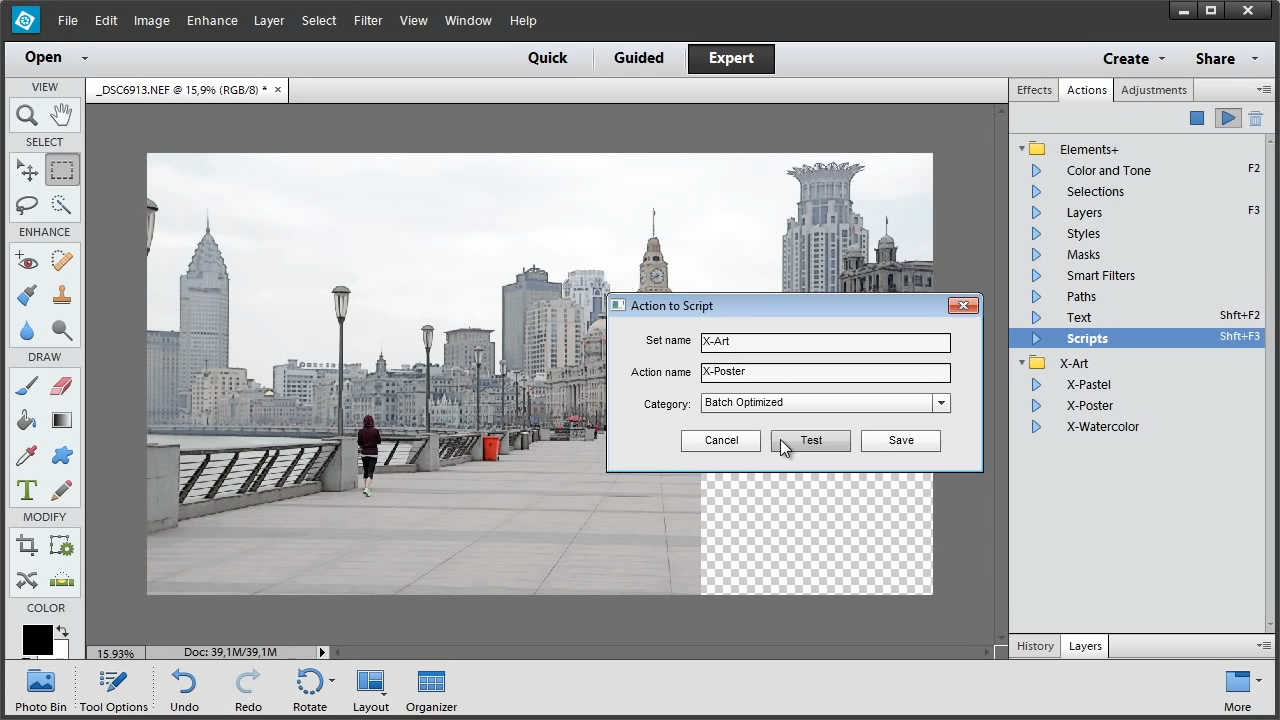 File Edit Image Enhance Layer Select Filter View Window Help
Open Quick Guided Expert Create Share
VIEW
_DSC6913.NEF @ 15,9% (RGB/8) * ×
Effects Actions Adjustments
SELECT
ENHANCE
DRAW
T
MODIFY
COLOR
Elements+
Color and Tone F2
Selections
Layers F3
Styles
Masks
Smart Filters
Paths
Text Shft+F2
Scripts Shft+F3
X-Art
X-Pastel
X-Poster
X-Watercolor
Action to Script
Set name X-Art
Action name X-Poster
Category: Batch Optimized
Cancel Test Save
History Layers
15.93% Doc: 39,1M/39,1M
Photo Bin Tool Options Undo Redo Rotate Layout Organizer More